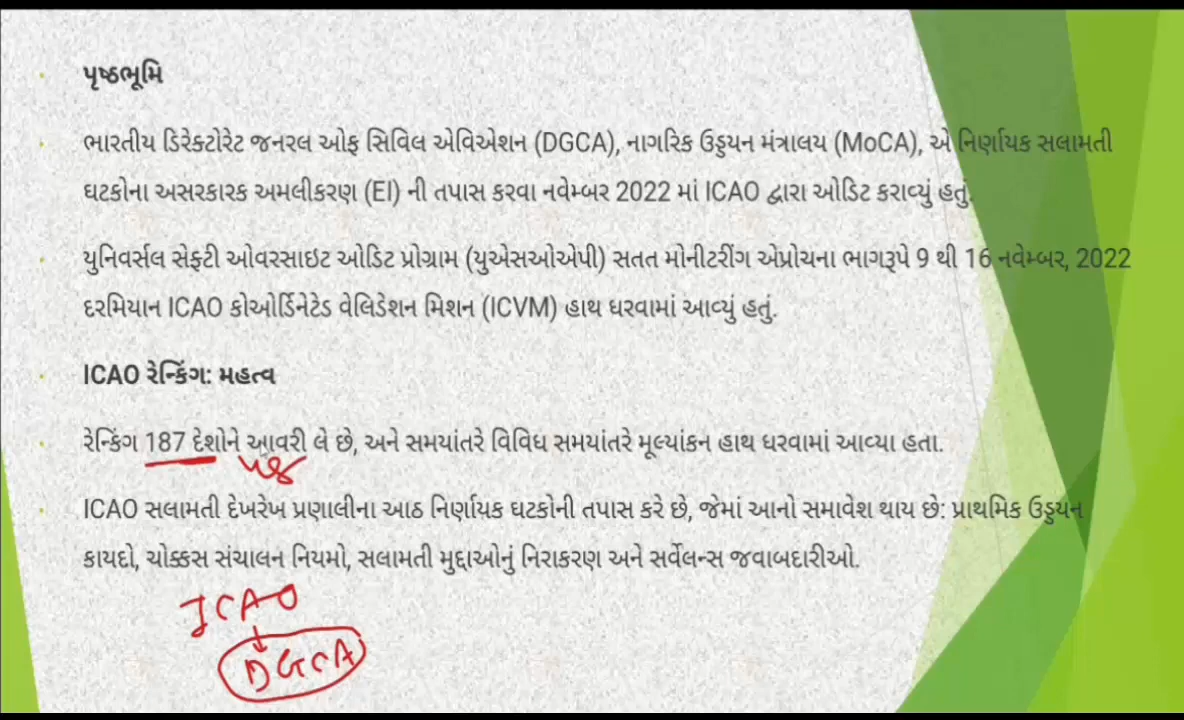 પૃષ્ઠભૂમિ
ભારતીય ડિરેક્ટોરેટ જનરલ ઓફ સિવિલ એવિએશન (DGCA), નાગરિક ઉડ્ડયન મંત્રાલય (MoCA), એ નિર્ણાયક સલામતી
ઘટકોના અસરકારક અમલીકરણ (EI) ની તપાસ કરવા નવેમ્બર 2022 માં ICAO દ્વારા ઓડિટ કરાવ્યું હતું.
યુનિવર્સલ સેફ્ટી ઓવરસાઇટ ઓડિટ પ્રોગ્રામ (યુએસઓએપી) સતત મોનીટરીંગ એપ્રોચના ભાગરૂપે 9 થી 16 નવેમ્બર, 2022
દરમિયાન ICAO કોઓર્ડિનેટેડ વેલિડેશન મિશન (ICVM) હાથ ધરવામાં આવ્યું હતું.
ICAO રેન્કિંગ: મહત્વ
રેન્કિંગ 187 દેશોને આવરી લે છે, અને સમયાંતરે વિવિધ સમયાંતરે મૂલ્યાંકન હાથ ધરવામાં આવ્યા હતા.
ICAO સલામતી દેખરેખ પ્રણાલીના આઠ નિર્ણાયક ઘટકોની તપાસ કરે છે, જેમાં આનો સમાવેશ થાય છે: પ્રાથમિક ઉડ્ડયન
કાયદો, ચોક્કસ સંચાલન નિયમો, સલામતી મુદ્દાઓનું નિરાકરણ અને સર્વેલન્સ જવાબદારીઓ.
ICAO
DGCA